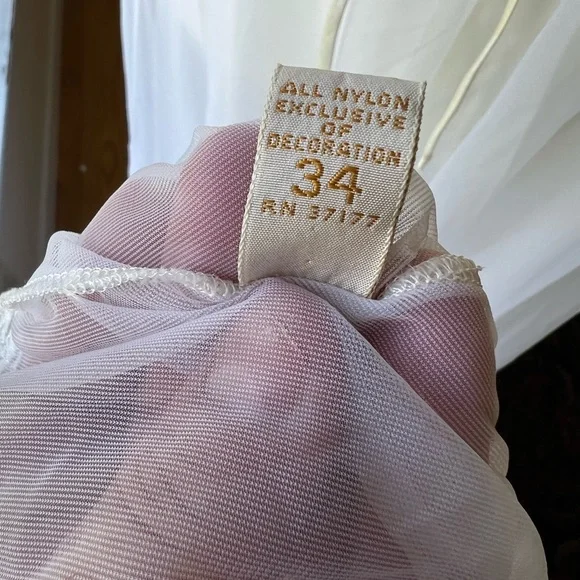 ALL NYLON
EXCLUSIVE
OF
DECORATION
34
RN 37177